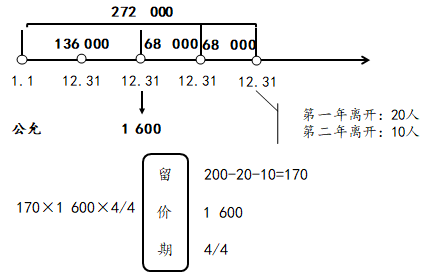 272 000
136 000 68 000 68 000
1.1 12.31 12.31 12.31 12.31
第一年离开：20人
第二年离开：10人
公允 1 600
留 200-20-10=170
170×1 600×4/4 价 1 600
期 4/4